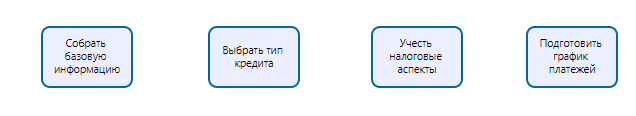 Собрать
базовую
информацию
Выбрать тип
кредита
Учесть
налоговые
аспекты
Подготовить
график
платежей